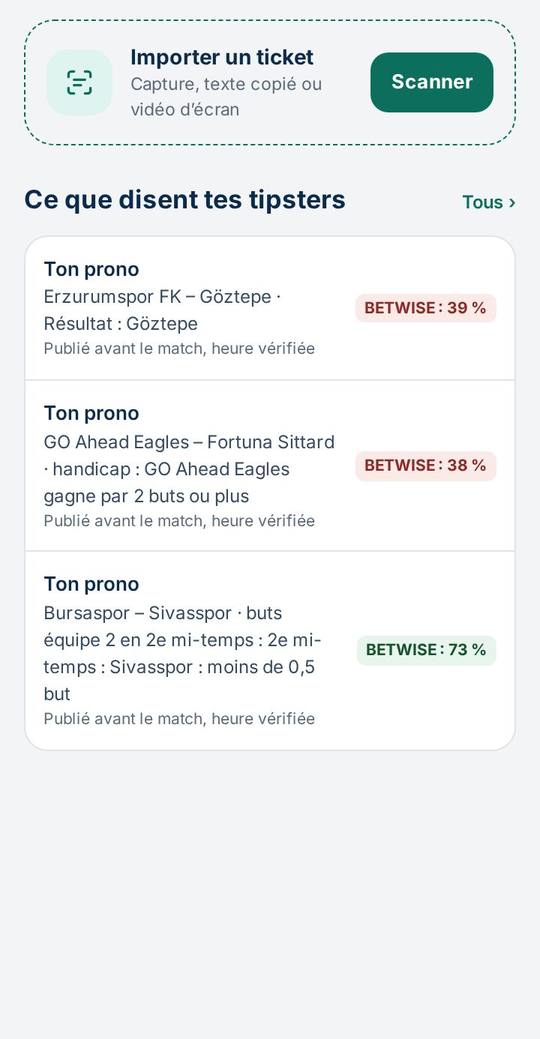 Importer un ticket
Capture, texte copié ou
vidéo d’écran
Scanner
Ce que disent tes tipsters
Tous ›
Ton prono
Erzurumspor FK – Göztepe ·
Résultat : Göztepe
Publié avant le match, heure vérifiée
BETWISE : 39 %
Ton prono
GO Ahead Eagles – Fortuna Sittard
· handicap : GO Ahead Eagles
gagne par 2 buts ou plus
Publié avant le match, heure vérifiée
BETWISE : 38 %
Ton prono
Bursaspor – Sivasspor · buts
équipe 2 en 2e mi-temps : 2e mi-
temps : Sivasspor : moins de 0,5
but
Publié avant le match, heure vérifiée
BETWISE : 73 %